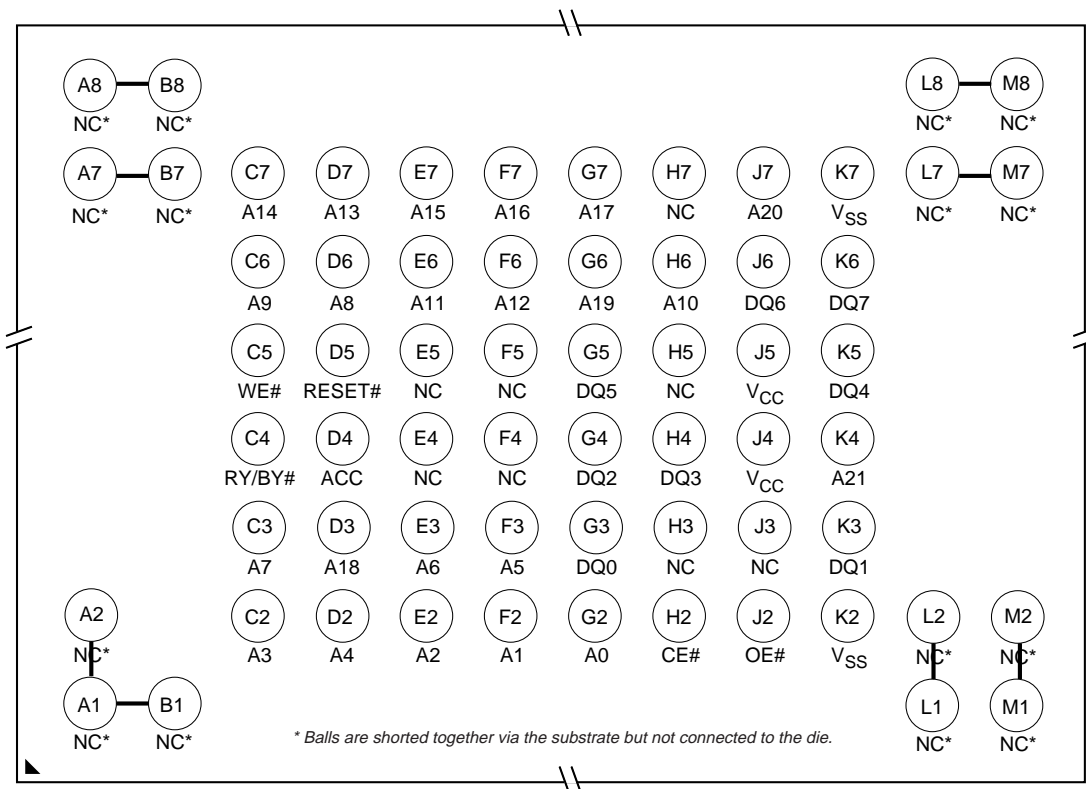 A8 B8 L8 M8
NC* NC* NC* NC*
A7 B7 C7 D7 E7 F7 G7 H7 J7 K7 L7 M7
NC* NC* A14 A13 A15 A16 A17 NC A20 VSS NC* NC*
C6 D6 E6 F6 G6 H6 J6 K6
A9 A8 A11 A12 A19 A10 DQ6 DQ7
C5 D5 E5 F5 G5 H5 J5 K5
WE# RESET# NC NC DQ5 NC VCC DQ4
C4 D4 E4 F4 G4 H4 J4 K4
RY/BY# ACC NC NC DQ2 DQ3 VCC A21
C3 D3 E3 F3 G3 H3 J3 K3
A7 A18 A6 A5 DQ0 NC NC DQ1
A2 C2 D2 E2 F2 G2 H2 J2 K2 L2 M2
NC* A3 A4 A2 A1 A0 CE# OE# VSS NC* NC*
A1 B1 L1 M1
NC* NC* NC* NC*
* Balls are shorted together via the substrate but not connected to the die.